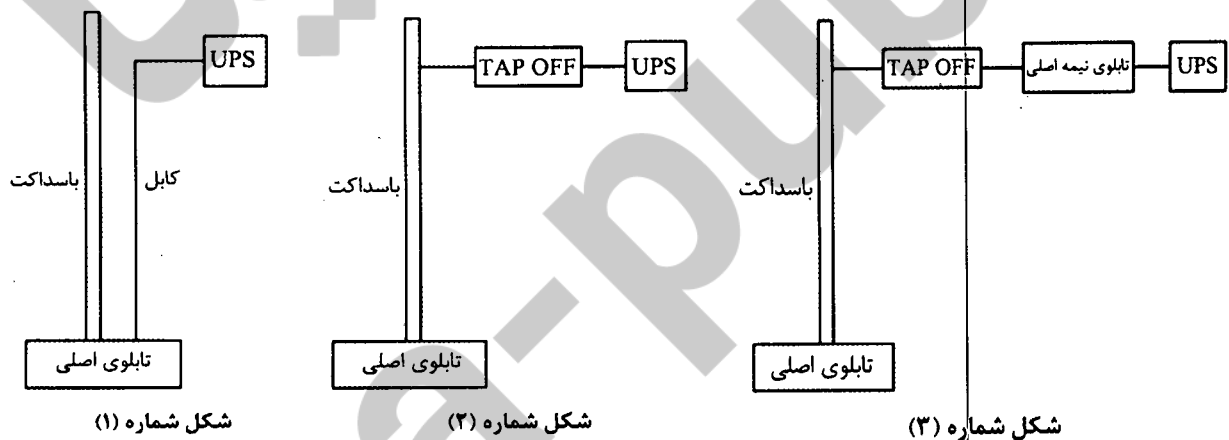 UPS
باسداکت
کابل
تابلوی اصلی
شکل شماره (۱)
TAP OFF
UPS
باسداکت
تابلوی اصلی
شکل شماره (۲)
TAP OFF
تابلوی نیمه اصلی
UPS
باسداکت
تابلوی اصلی
شکل شماره (۳)
a-pub